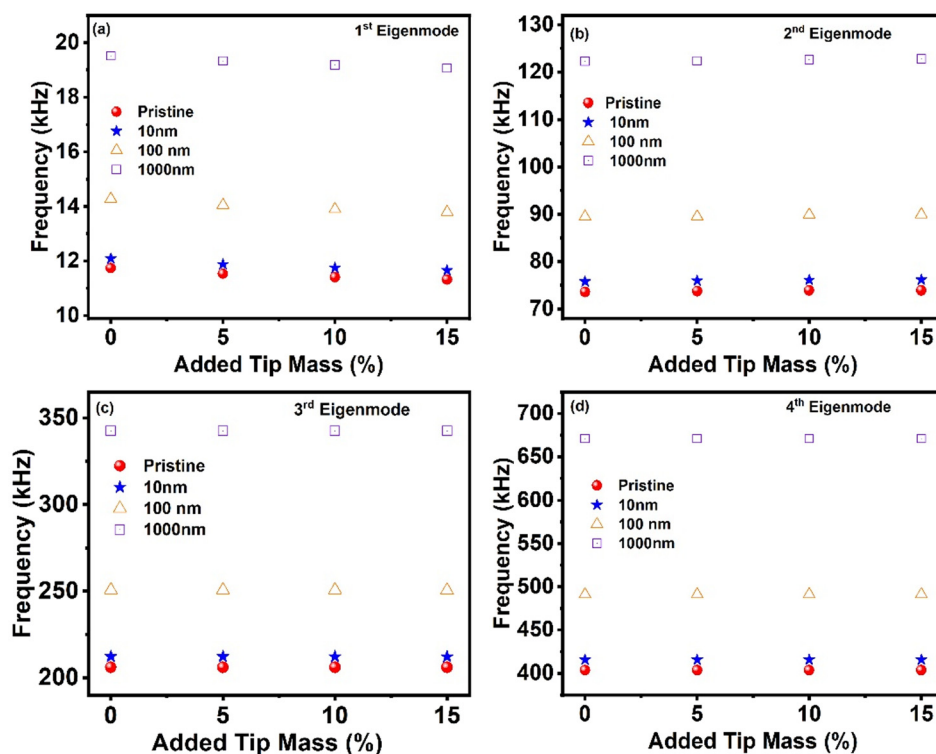 (a)
1st Eigenmode
Frequency (kHz)
20
18
16
14
12
10
Pristine
10nm
100 nm
1000nm
0 5 10 15
Added Tip Mass (%)
(b)
2nd Eigenmode
Frequency (kHz)
130
120
110
100
90
80
70
Pristine
10nm
100 nm
1000nm
0 5 10 15
Added Tip Mass (%)
(c)
3rd Eigenmode
Frequency (kHz)
350
300
250
200
Pristine
10nm
100 nm
1000nm
0 5 10 15
Added Tip Mass (%)
(d)
4th Eigenmode
Frequency (kHz)
700
650
600
550
500
450
400
Pristine
10nm
100 nm
1000nm
0 5 10 15
Added Tip Mass (%)